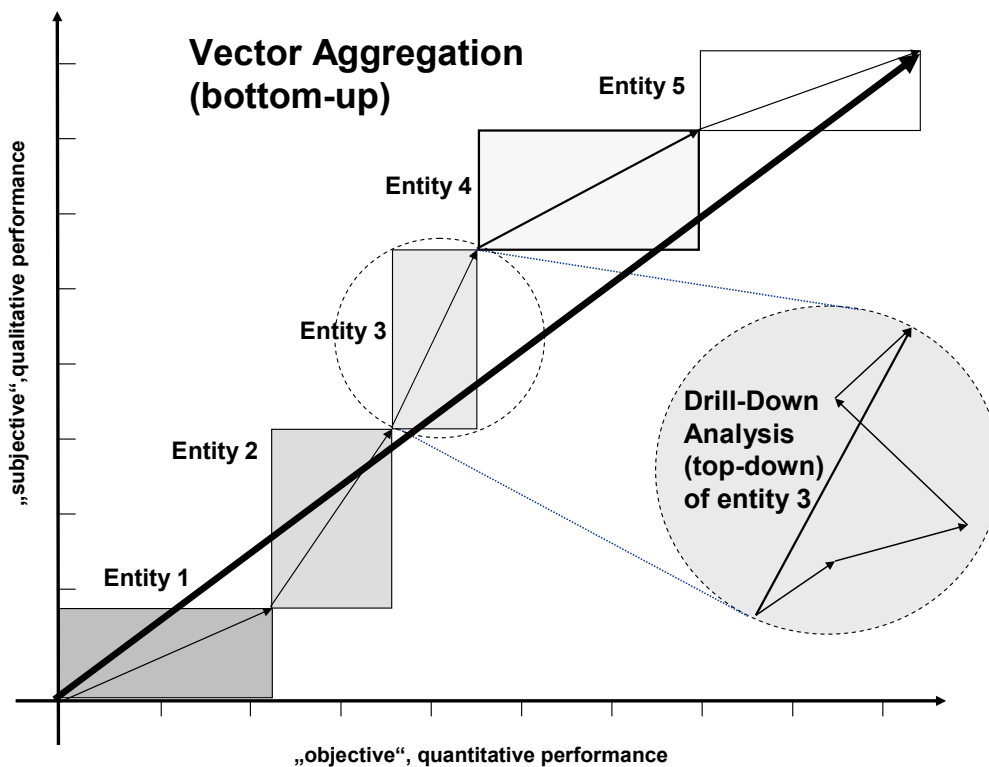 Vector Aggregation
(bottom-up)
Entity 5
Entity 4
Entity 3
Entity 2
Entity 1
Drill-Down
Analysis
(top-down)
of entity 3
„subjective“,qualitative performance
„objective“, quantitative performance